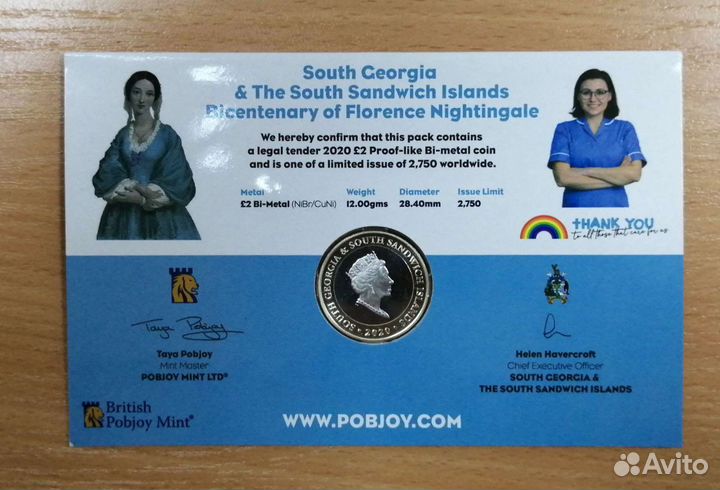 South Georgia
& The South Sandwich Islands
Bicentenary of Florence Nightingale
We hereby confirm that this pack contains
a legal tender 2020 £2 Proof-like Bi-metal coin
and is one of a limited issue of 2,750 worldwide.
Metal Weight Diameter Issue Limit
£2 Bi-Metal (NiBr/CuNi) 12.00gms 28.40mm 2,750
THANK YOU
to all those that care for us
SOUTH GEORGIA & SOUTH SANDWICH ISLANDS
• 2020 •
Taya Pobjoy
Taya Pobjoy
Mint Master
POBJOY MINT LTD®
Helen Havercroft
Chief Executive Officer
SOUTH GEORGIA &
THE SOUTH SANDWICH ISLANDS
British
Pobjoy Mint®
WWW.POBJOY.COM
Avito